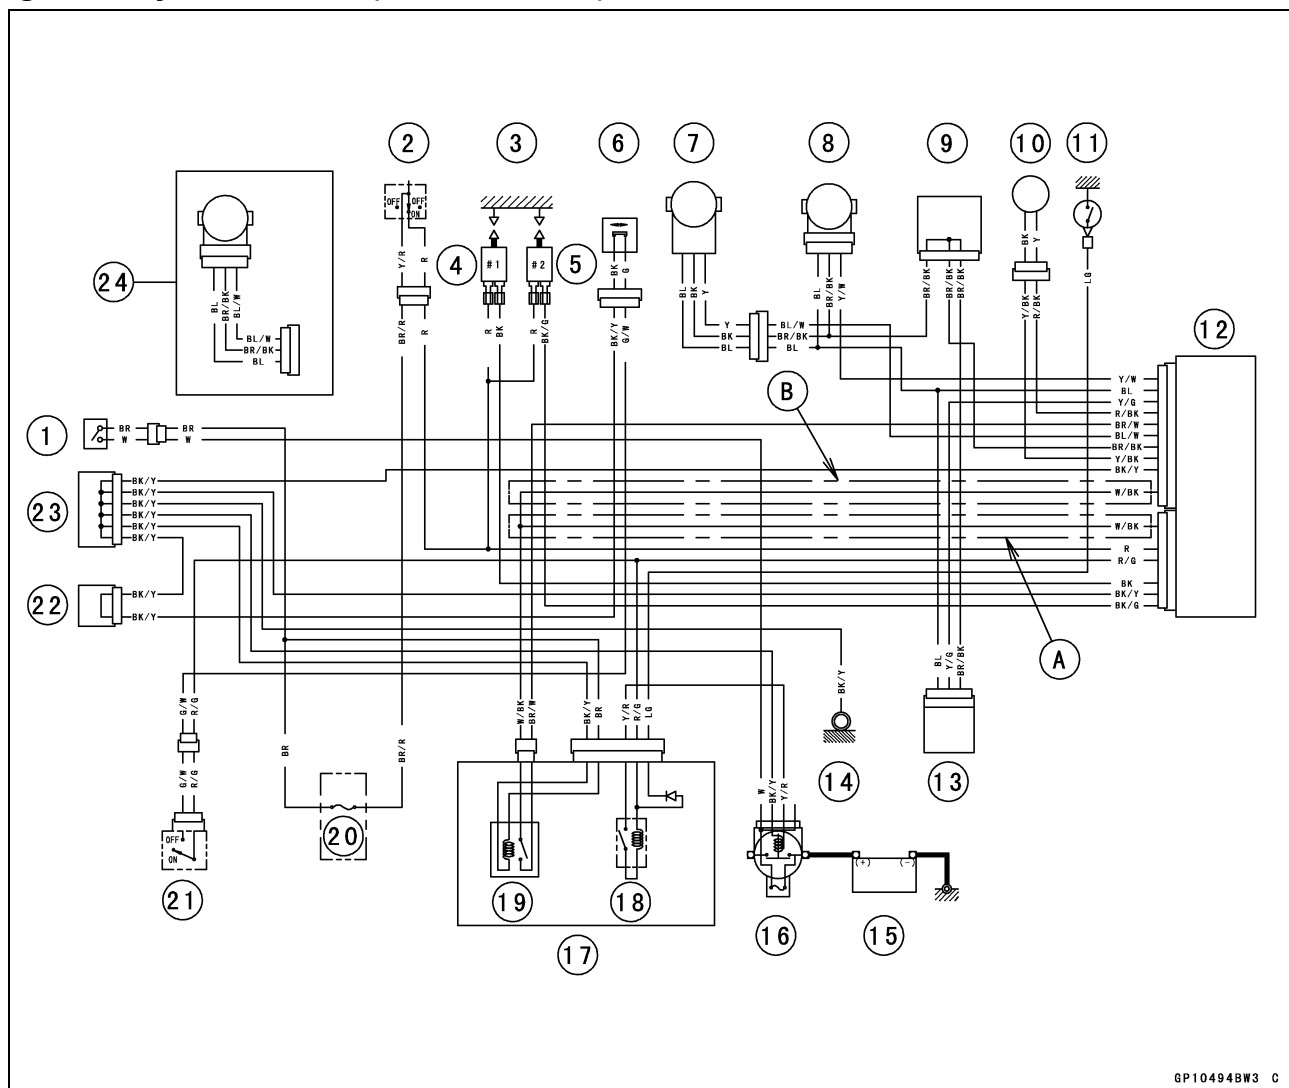 2 3 6 7 8 9 10 11
OFF OFF
ON
4 #1 #2 5
24
BK G
BK Y
LG
Y/R R
BL BK Y
BL BR/BK Y/W
BR/BK BR/BK BR/BK
BL BR/BK BL/W
BR/R R
R BK R BK/G
BK/Y G/W
Y/BK R/BK
Y BL/W
BK BR/BK
BL BL
BL/W
BR/BK
BL
12
B
Y/W
BL
Y/G
R/BK
BR/W
BL/W
BR/BK
Y/BK
BK/Y
W/BK
W/BK
R
R/G
BK
BK/Y
BK/G
1 BR BR
W W
23 BK/Y
BK/Y
BK/Y
BK/Y
BK/Y
BK/Y
22 BK/Y
BK/Y
A
BL Y/G BR/BK
BK/Y
G/W R/G
W/BK BR/W BK/Y BR Y/R R/G LG
BR BR/R
G/W R/G
W BK/Y Y/R
14 13
OFF
ON
20
(+) (-)
21 19 18
16 15
17
GP10494BW3 C